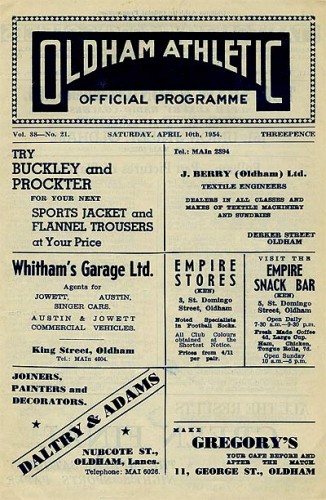 OLDHAM ATHLETIC
OFFICIAL PROGRAMME
Vol. 38—No. 21. SATURDAY, APRIL 10th, 1954. THREEPENCE
TRY
BUCKLEY and
PROCKTER
FOR YOUR NEXT
SPORTS JACKET and
FLANNEL TROUSERS
at Your Price
Tel.: MAIn 2394
J. BERRY (Oldham) Ltd.
TEXTILE ENGINEERS
DEALERS IN ALL CLASSES AND
MAKES OF TEXTILE MACHINERY
AND SUNDRIES
DERKER STREET
OLDHAM
Whitham's Garage Ltd.
Agents for
JOWETT, AUSTIN,
SINGER CARS.
AUSTIN & JOWETT
COMMERCIAL VEHICLES.
King Street, Oldham
Tel.: MAIn 4604.
EMPIRE
STORES
(KEN)
3, St. Domingo
Street, Oldham
Noted Specialists
in Football Socks.
All Club Colours
obtained at the
Shortest Notice.
Prices from 4/11
per pair.
VISIT THE
EMPIRE
SNACK BAR
(KEN)
5, St. Domingo
Street, Oldham
Open Daily
7-30 a.m.—9-30 p.m.
Fresh Made Coffee
4d. Large Cup.
Ham, Chicken,
Tongue Rolls, 7d.
Open Sunday
10 a.m.—5 p.m.
JOINERS,
PAINTERS and
DECORATORS.
DALTRY & ADAMS
NUBCOTE ST.,
OLDHAM, Lancs.
Telephone: MAI 6026.
MAKE
GREGORY'S
YOUR CAFE BEFORE AND
AFTER THE MATCH.
11, GEORGE ST., OLDHAM